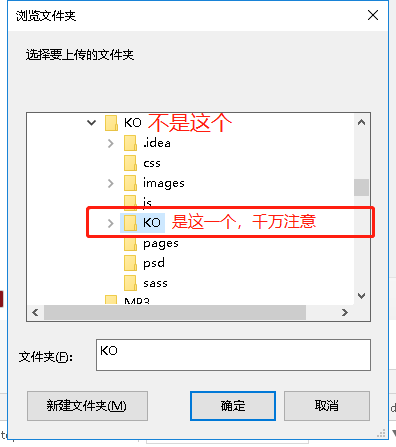 浏览文件夹
选择要上传的文件夹
KO 不是这个
.idea
css
images
js
KO 是这一个，千万注意
pages
psd
sass
MP3
文件夹(F): KO
新建文件夹(M) 确定 取消